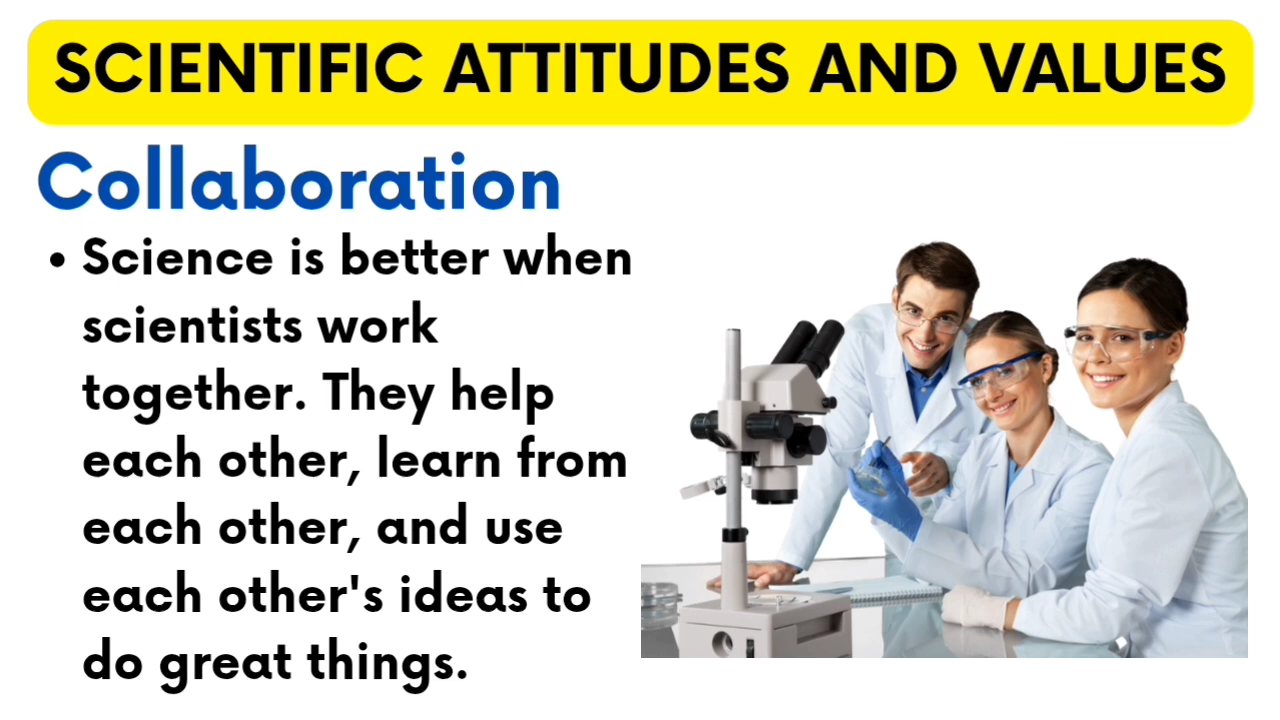 SCIENTIFIC ATTITUDES AND VALUES
Collaboration
• Science is better when
scientists work
together. They help
each other, learn from
each other, and use
each other's ideas to
do great things.